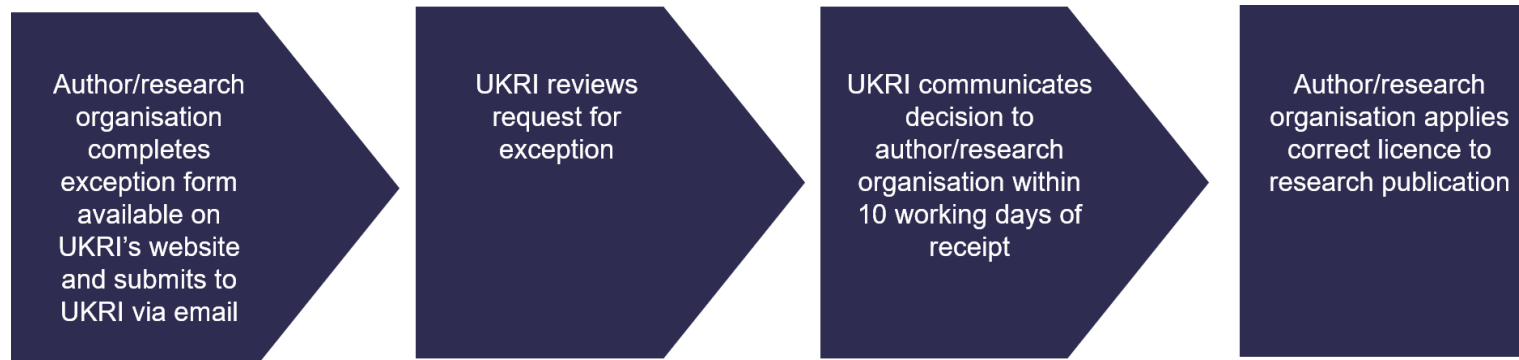 Author/research
organisation
completes
exception form
available on
UKRI’s website
and submits to
UKRI via email
UKRI reviews
request for
exception
UKRI communicates
decision to
author/research
organisation within
10 working days of
receipt
Author/research
organisation applies
correct licence to
research publication